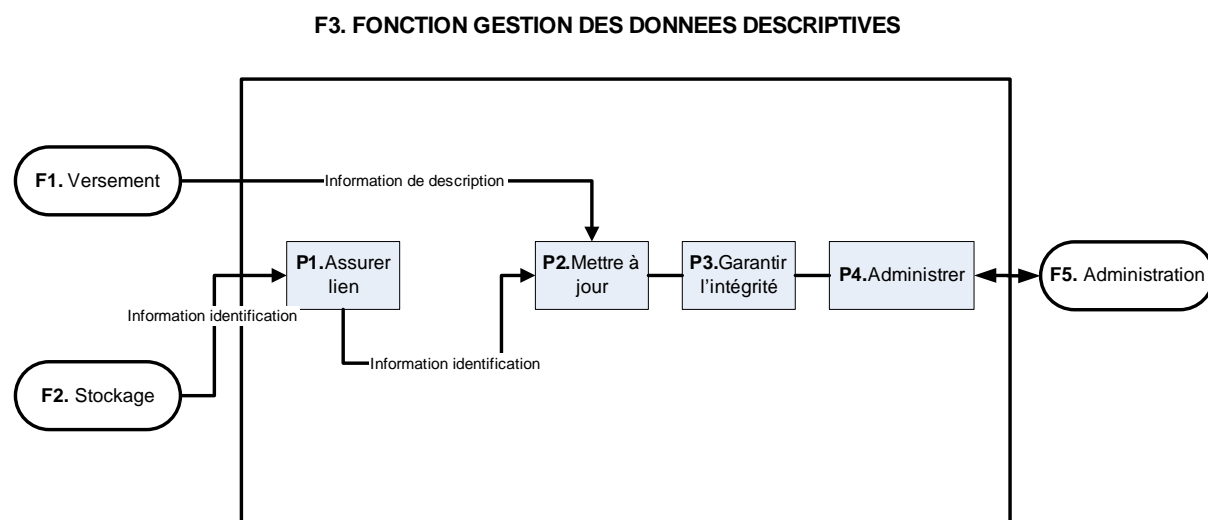 F3. FONCTION GESTION DES DONNEES DESCRIPTIVES
F1. Versement
Information de description
P1.Assurer
lien
P2.Mettre à
jour
P3.Garantir
l'intégrité
P4.Administrer
F5. Administration
Information identification
Information identification
F2. Stockage